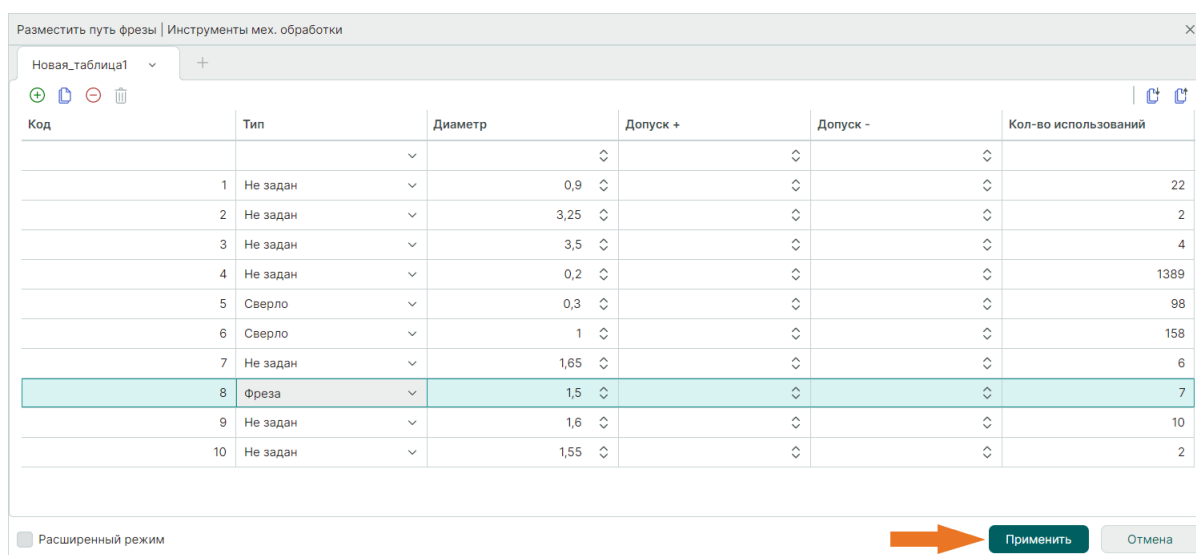 Разместить путь фрезы | Инструменты мех. обработки
Новая_таблица1
Код Тип Диаметр Допуск + Допуск - Кол-во использований
1 Не задан 0,9 22
2 Не задан 3,25 2
3 Не задан 3,5 4
4 Не задан 0,2 1389
5 Сверло 0,3 98
6 Сверло 1 158
7 Не задан 1,65 6
8 Фреза 1,5 7
9 Не задан 1,6 10
10 Не задан 1,55 2
Расширенный режим Применить Отмена